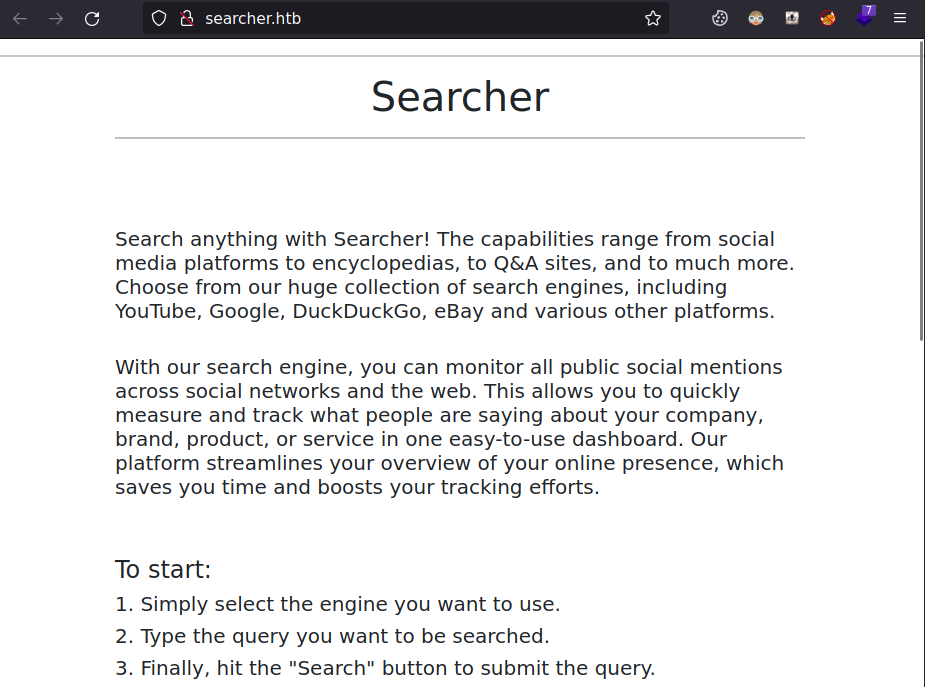 searcher.htb
7
Searcher
Search anything with Searcher! The capabilities range from social
media platforms to encyclopedias, to Q&A sites, and to much more.
Choose from our huge collection of search engines, including
YouTube, Google, DuckDuckGo, eBay and various other platforms.
With our search engine, you can monitor all public social mentions
across social networks and the web. This allows you to quickly
measure and track what people are saying about your company,
brand, product, or service in one easy-to-use dashboard. Our
platform streamlines your overview of your online presence, which
saves you time and boosts your tracking efforts.
To start:
1. Simply select the engine you want to use.
2. Type the query you want to be searched.
3. Finally, hit the "Search" button to submit the query.